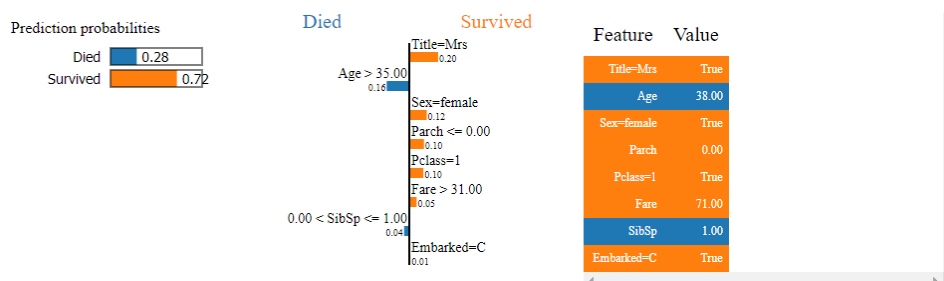 Prediction probabilities
Died 0.28
Survived 0.72
Died Survived
Title=Mrs
0.20
Age > 35.00
0.16
Sex=female
0.12
Parch <= 0.00
0.10
Pclass=1
0.10
Fare > 31.00
0.05
0.00 < SibSp <= 1.00
0.04
Embarked=C
0.01
Feature Value
Title=Mrs True
Age 38.00
Sex=female True
Parch 0.00
Pclass=1 True
Fare 71.00
SibSp 1.00
Embarked=C True